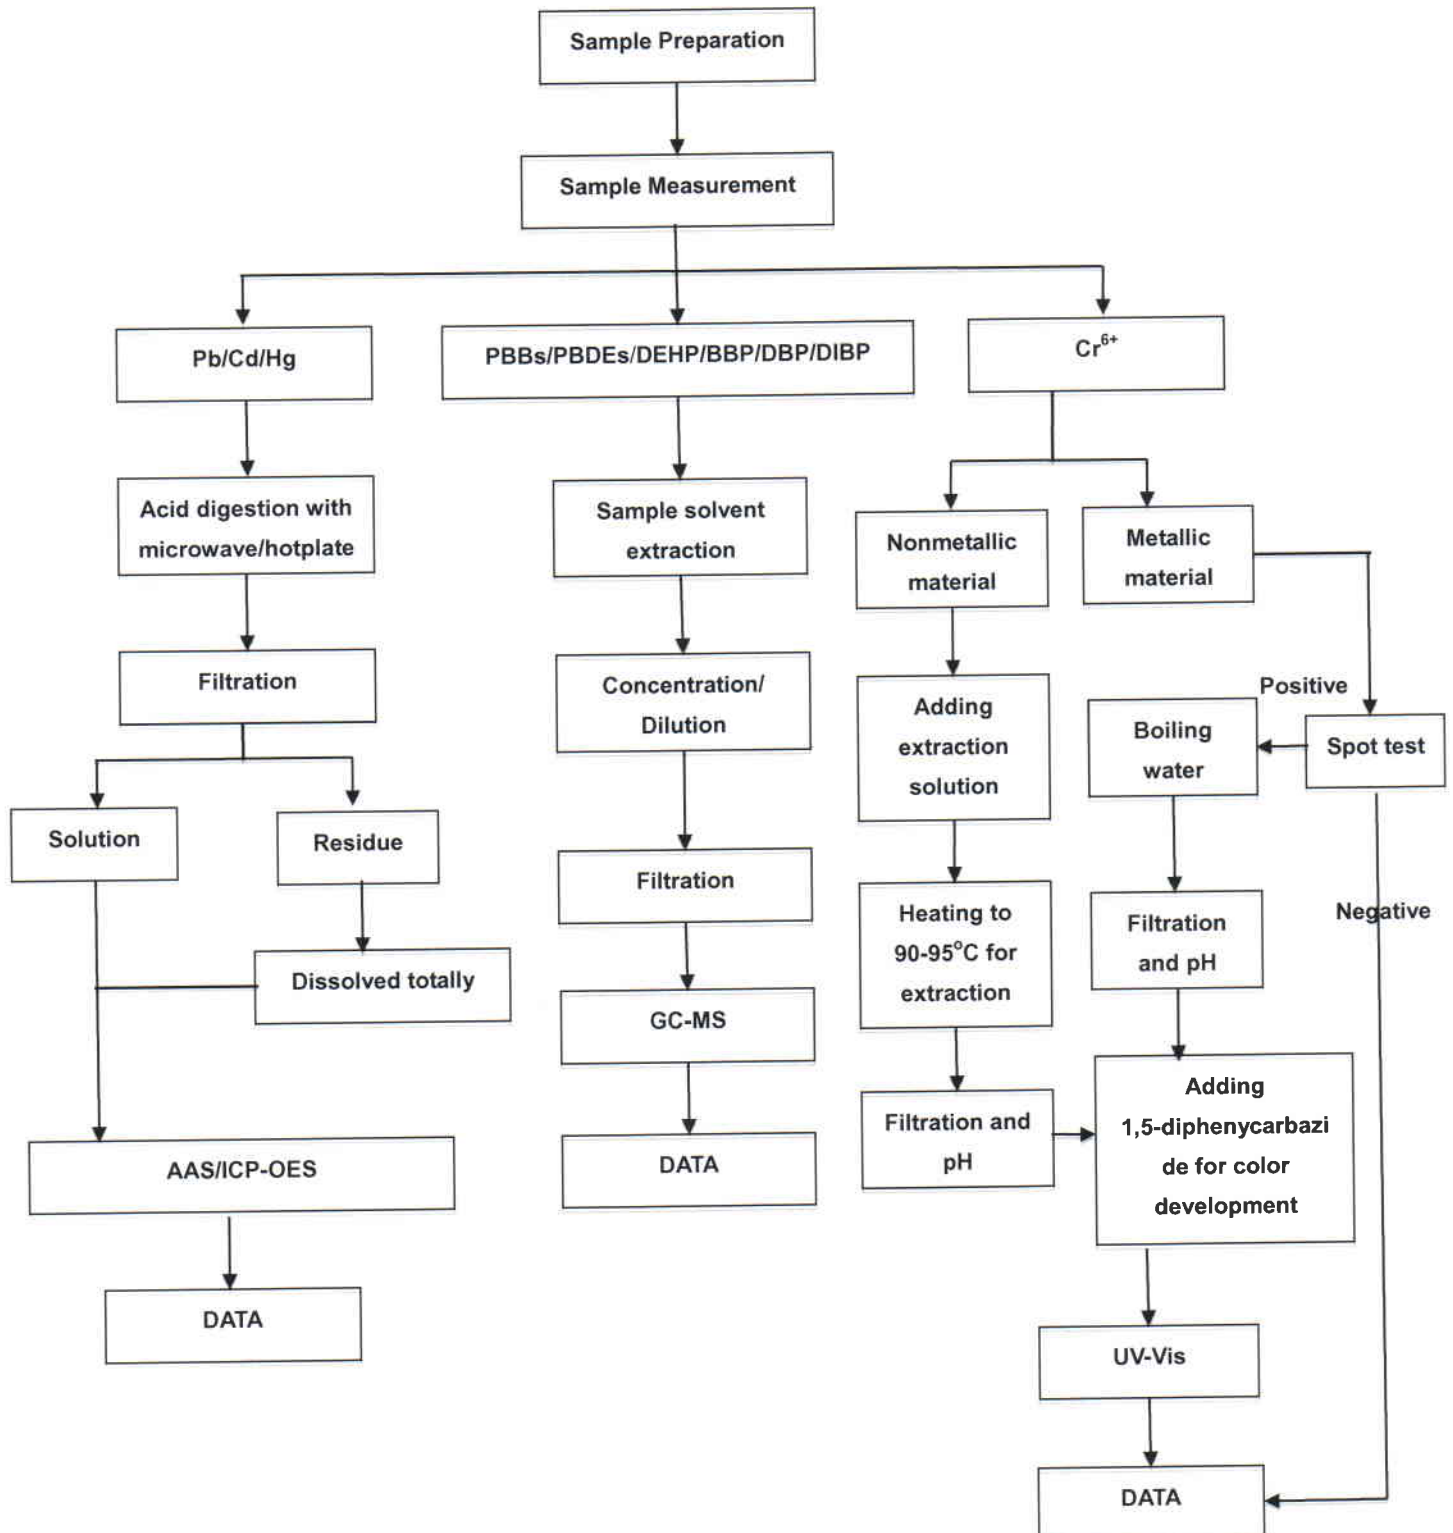 Sample Preparation
Sample Measurement
Pb/Cd/Hg
PBBs/PBDEs/DEHP/BBP/DBP/DIBP
Cr6+
Acid digestion with
microwave/hotplate
Sample solvent
extraction
Nonmetallic
material
Metallic
material
Filtration
Concentration/
Dilution
Adding
extraction
solution
Positive
Boiling
water
Spot test
Solution
Residue
Filtration
Heating to
90-95°C for
extraction
Filtration
and pH
Negative
Dissolved totally
GC-MS
Filtration and
pH
Adding
1,5-diphenycarbazi
de for color
development
AAS/ICP-OES
DATA
DATA
UV-Vis
DATA